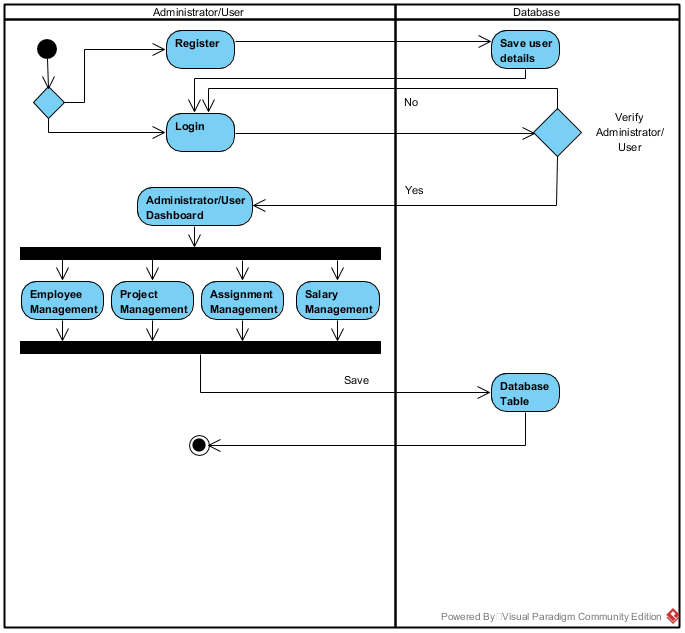 Administrator/User
Database
Register
Save user
details
No
Login
Verify
Administrator/
User
Yes
Administrator/User
Dashboard
Employee
Management
Project
Management
Assignment
Management
Salary
Management
Save
Database
Table
Powered By Visual Paradigm Community Edition